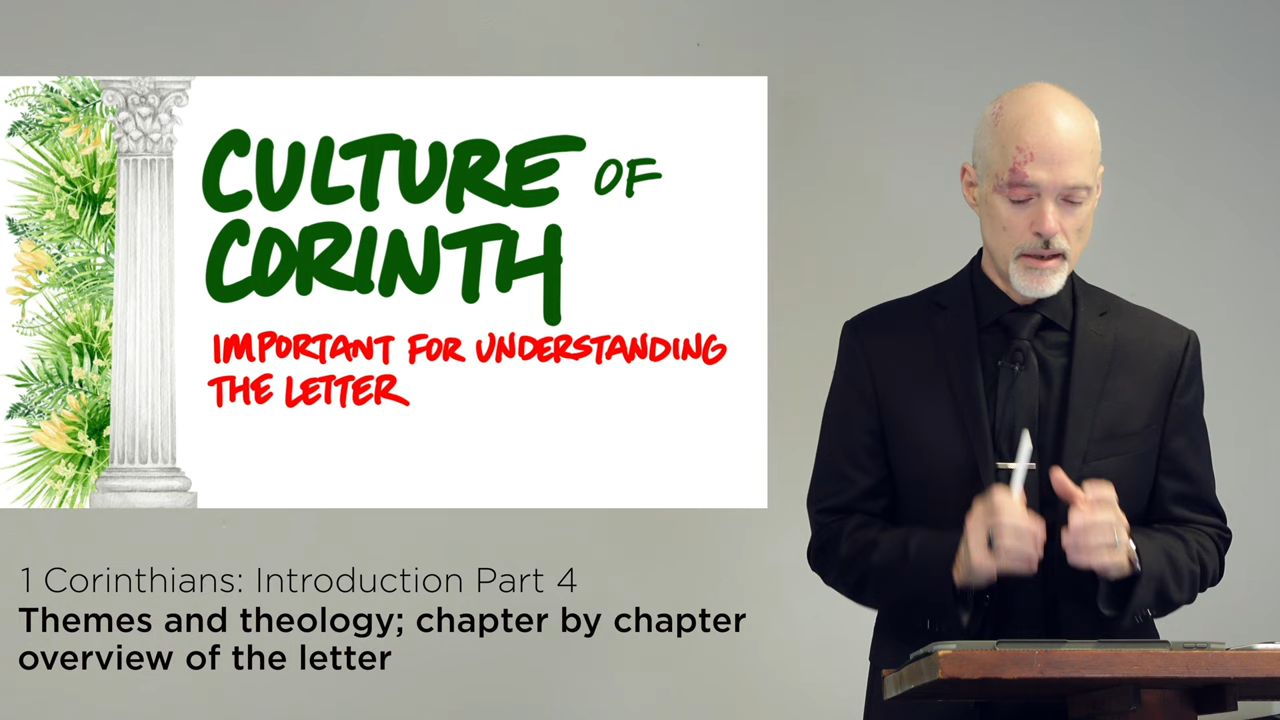 CULTURE OF
CORINTH
IMPORTANT FOR UNDERSTANDING
THE LETTER
1 Corinthians: Introduction Part 4
Themes and theology; chapter by chapter
overview of the letter